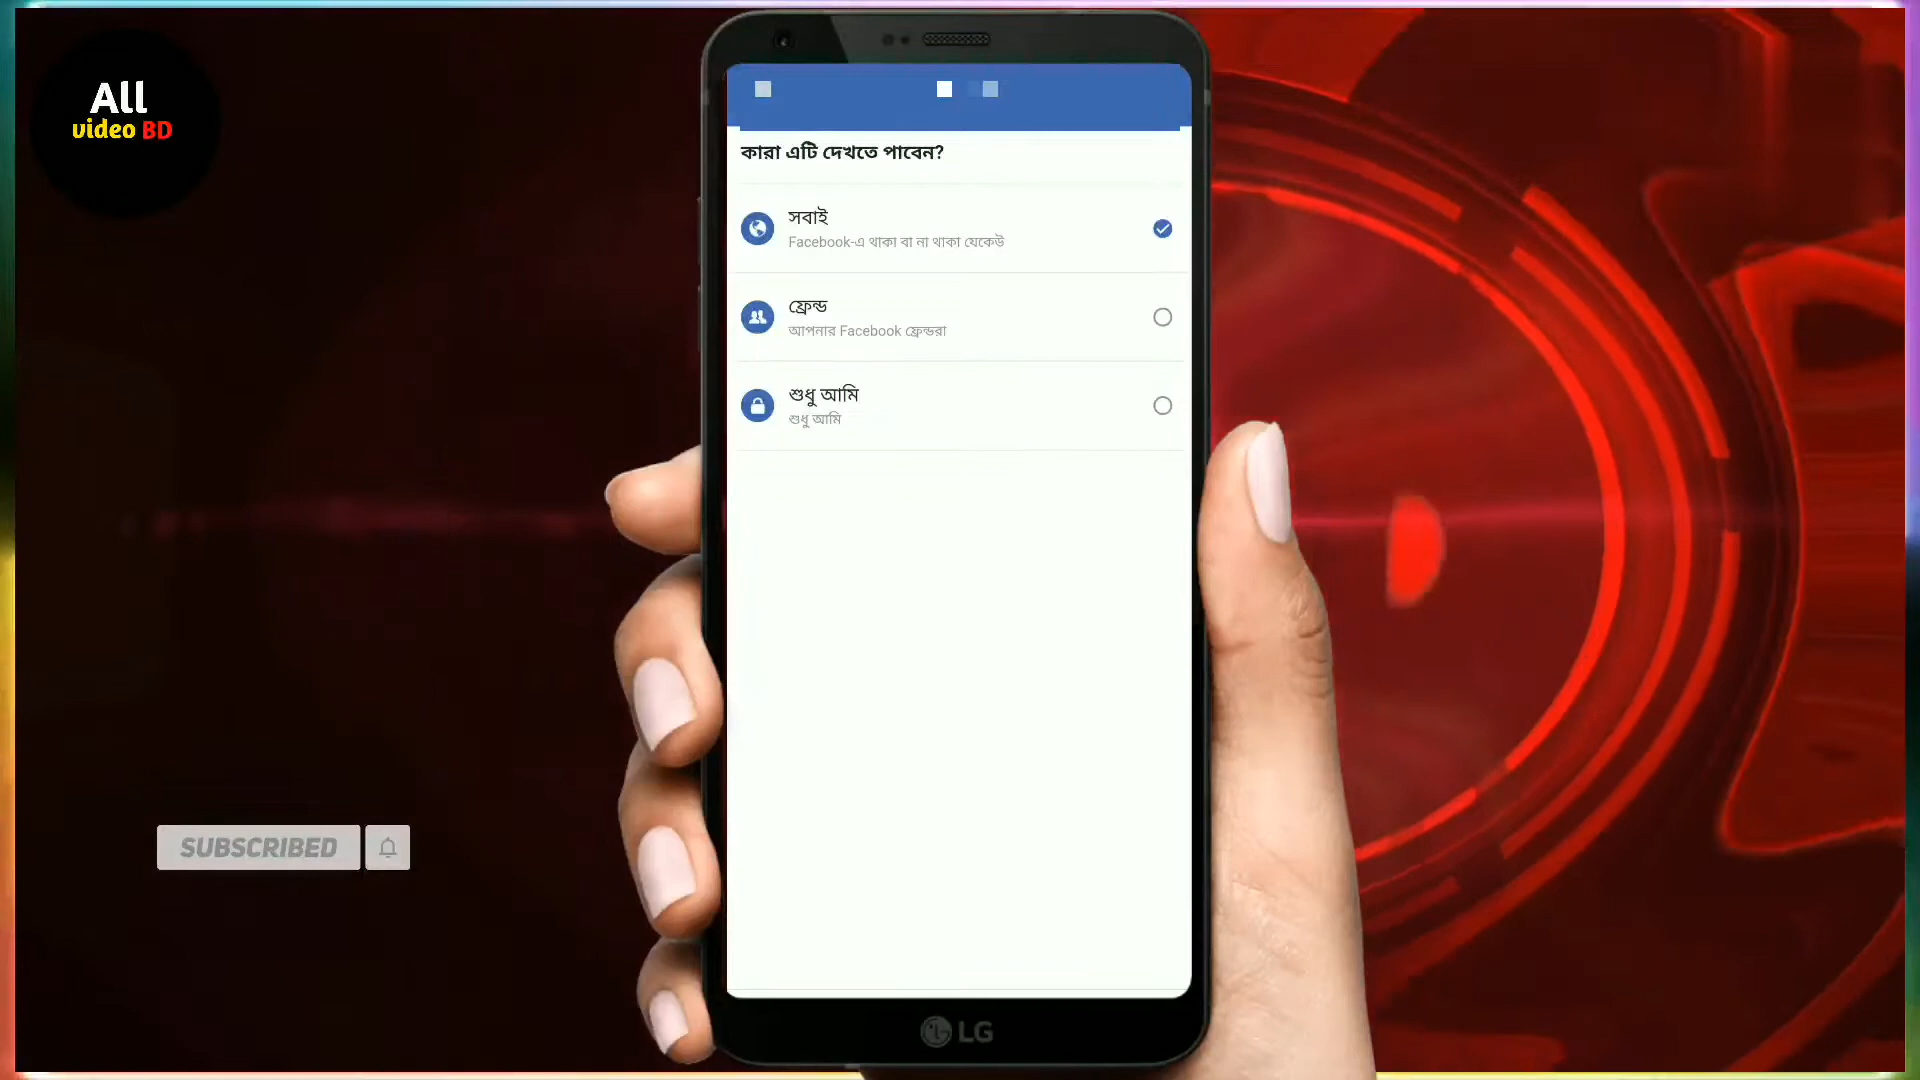 All
video BD
কারা এটি দেখতে পাবেন?
সবাই
Facebook-এ থাকা বা না থাকা যেকেউ
ফ্রেন্ড
আপনার Facebook ফ্রেন্ডরা
শুধু আমি
শুধু আমি
SUBSCRIBED
LG